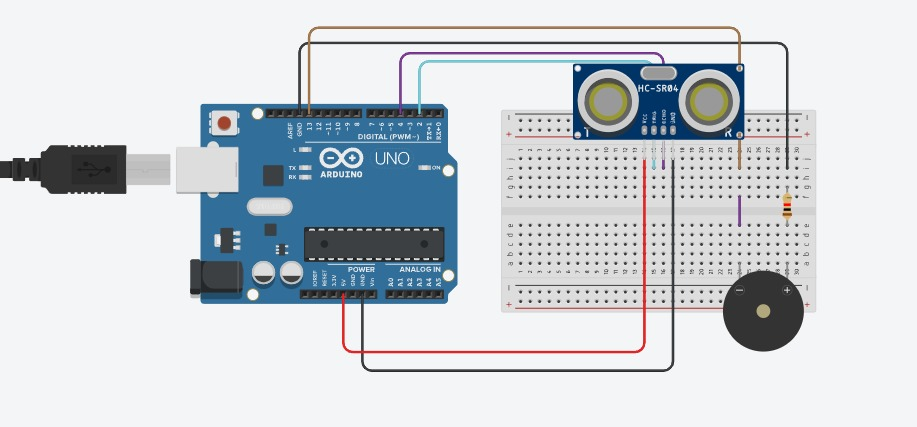 HC-SR04
VCC
TRIG
ECHO
GND
T
R
AREF
GND
13
12
~11
~10
~9
8
7
~6
~5
4
~3
2
TX→1
RX←0
DIGITAL (PWM~)
L
TX
RX
UNO
ARDUINO
ON
POWER
ANALOG IN
IOREF
RESET
3.3V
5V
GND
GND
Vin
A0
A1
A2
A3
A4
A5
j
i
h
g
f
e
d
c
b
a